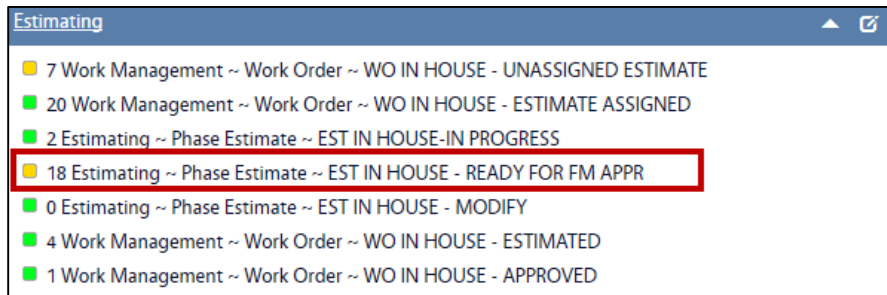 Estimating
7 Work Management ~ Work Order ~ WO IN HOUSE - UNASSIGNED ESTIMATE
20 Work Management ~ Work Order ~ WO IN HOUSE - ESTIMATE ASSIGNED
2 Estimating ~ Phase Estimate ~ EST IN HOUSE-IN PROGRESS
18 Estimating ~ Phase Estimate ~ EST IN HOUSE - READY FOR FM APPR
0 Estimating ~ Phase Estimate ~ EST IN HOUSE - MODIFY
4 Work Management ~ Work Order ~ WO IN HOUSE - ESTIMATED
1 Work Management ~ Work Order ~ WO IN HOUSE - APPROVED